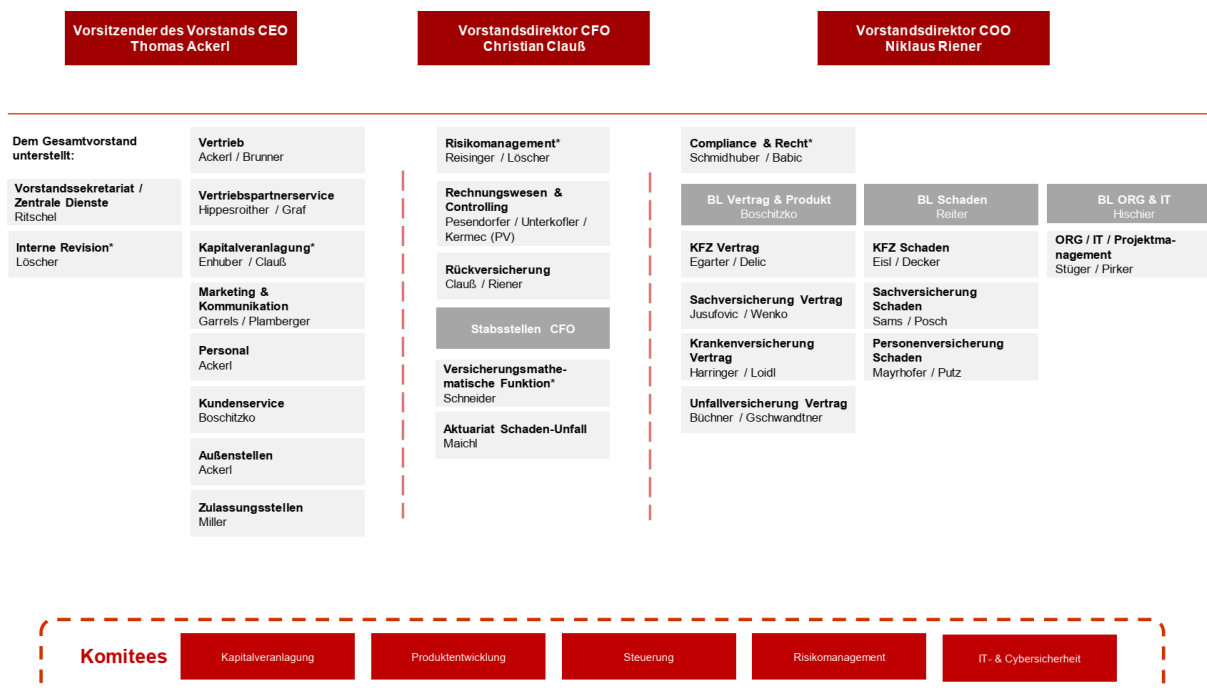 Vorsitzender des Vorstands CEO
Thomas Ackerl
Vorstandsdirektor CFO
Christian Clauß
Vorstandsdirektor COO
Niklaus Riener
Dem Gesamtvorstand
unterstellt:
Vorstandssekretariat /
Zentrale Dienste
Ritschel
Interne Revision*
Löscher
Vertrieb
Ackerl / Brunner
Vertriebspartnerservice
Hippesroither / Graf
Kapitalveranlagung*
Enhuber / Clauß
Marketing &
Kommunikation
Garrels / Plamberger
Personal
Ackerl
Kundenservice
Boschitzko
Außenstellen
Ackerl
Zulassungsstellen
Miller
Risikomanagement*
Reisinger / Löscher
Rechnungswesen &
Controlling
Pesendorfer / Unterkofler /
Kermec (PV)
Rückversicherung
Clauß / Riener
Stabsstellen CFO
Versicherungsmathe-
matische Funktion*
Schneider
Aktuariat Schaden-Unfall
Maichl
Compliance & Recht*
Schmidhuber / Babic
BL Vertrag & Produkt
Boschitzko
KFZ Vertrag
Egarter / Delic
Sachversicherung Vertrag
Jusufovic / Wenko
Krankenversicherung
Vertrag
Harringer / Loidl
Unfallversicherung Vertrag
Büchner / Gschwandtner
BL Schaden
Reiter
KFZ Schaden
Eisl / Decker
Sachversicherung
Schaden
Sams / Posch
Personenversicherung
Schaden
Mayrhofer / Putz
BL ORG & IT
Hischier
ORG / IT / Projektma-
nagement
Stüger / Pirker
Komitees
Kapitalveranlagung
Produktentwicklung
Steuerung
Risikomanagement
IT- & Cybersicherheit